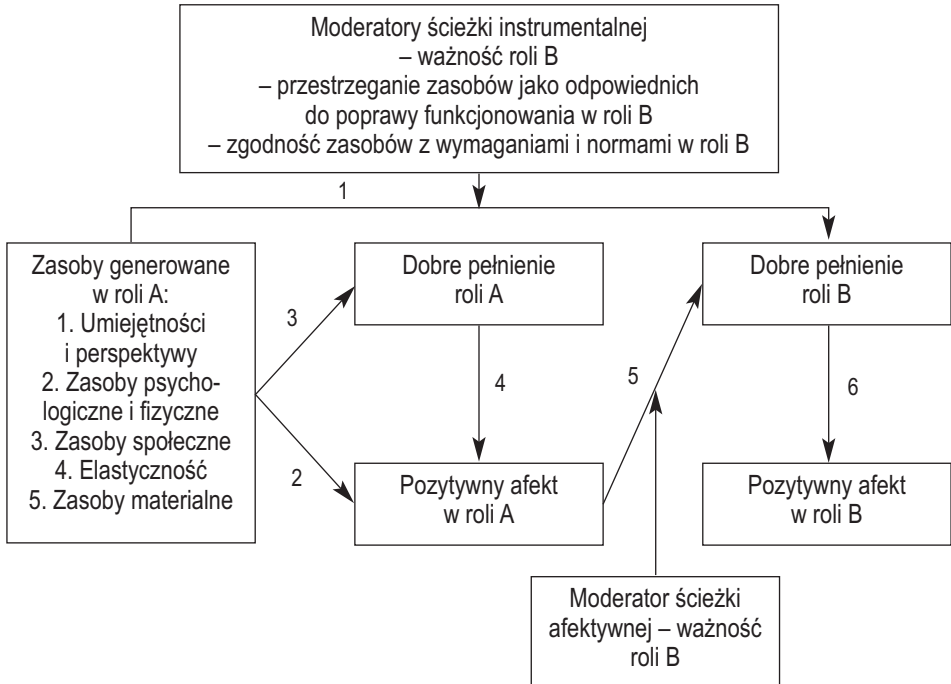 Moderatory ścieżki instrumentalnej
– ważność roli B
– przestrzeganie zasobów jako odpowiednich
do poprawy funkcjonowania w roli B
– zgodność zasobów z wymaganiami i normami w roli B
1
Zasoby generowane
w roli A:
1. Umiejętności
i perspektywy
2. Zasoby psycho-
logiczne i fizyczne
3. Zasoby społeczne
4. Elastyczność
5. Zasoby materialne
3
2
Dobre pełnienie
roli A
4
Pozytywny afekt
w roli A
5
Dobre pełnienie
roli B
6
Pozytywny afekt
w roli B
Moderator ścieżki
afektywnej – ważność
roli B